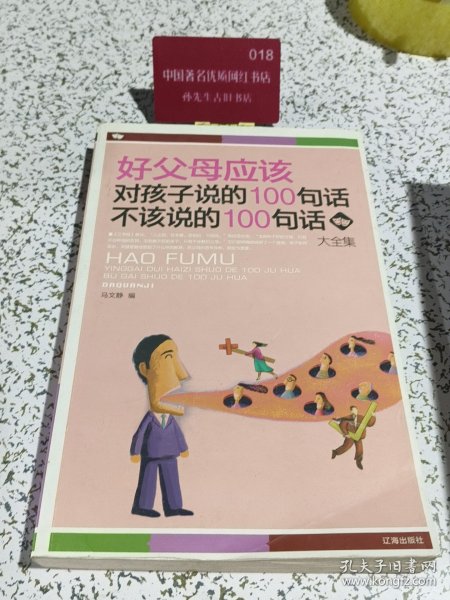 018
中国著名优质网红书店
孙先生古旧书店
好父母应该
对孩子说的100句话
不该说的100句话
大全集
HAO FUMU
YINGGAI DUI HAIZI SHUO DE 100 JU HUA
BU GAI SHUO DE 100 JU HUA
DAQUANJI
马文静 编
辽海出版社
孔夫子旧书网
www.kongfz.com